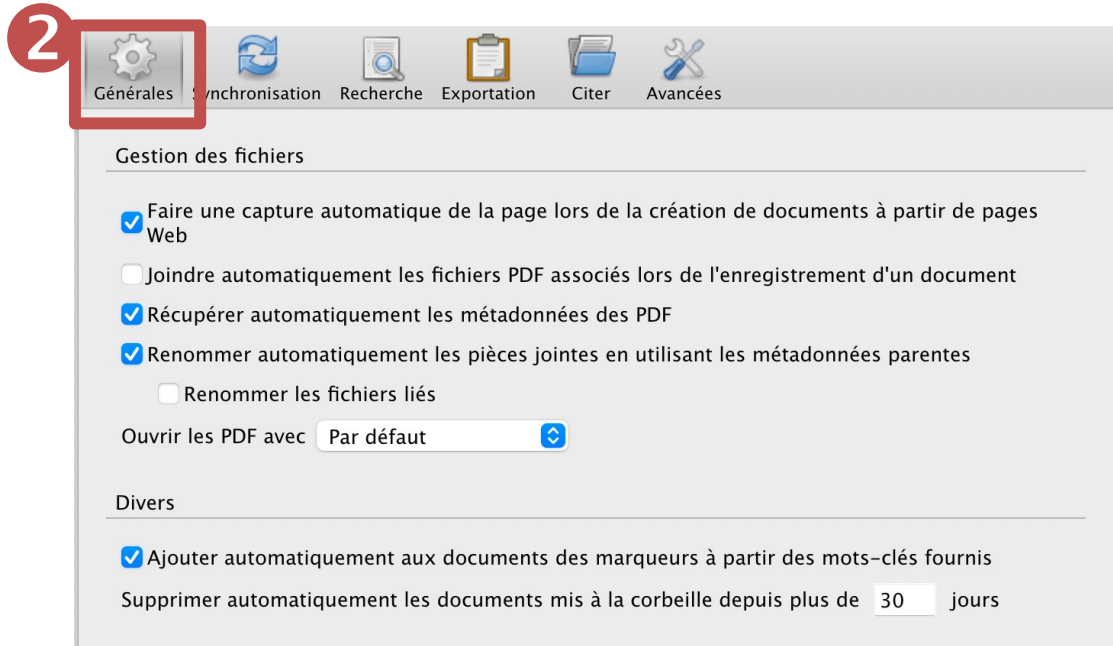 2
Générales Synchronisation Recherche Exportation Citer Avancées
Gestion des fichiers
Faire une capture automatique de la page lors de la création de documents à partir de pages
Web
Joindre automatiquement les fichiers PDF associés lors de l'enregistrement d'un document
Récupérer automatiquement les métadonnées des PDF
Renommer automatiquement les pièces jointes en utilisant les métadonnées parentes
Renommer les fichiers liés
Ouvrir les PDF avec Par défaut
Divers
Ajouter automatiquement aux documents des marqueurs à partir des mots-clés fournis
Supprimer automatiquement les documents mis à la corbeille depuis plus de 30 jours